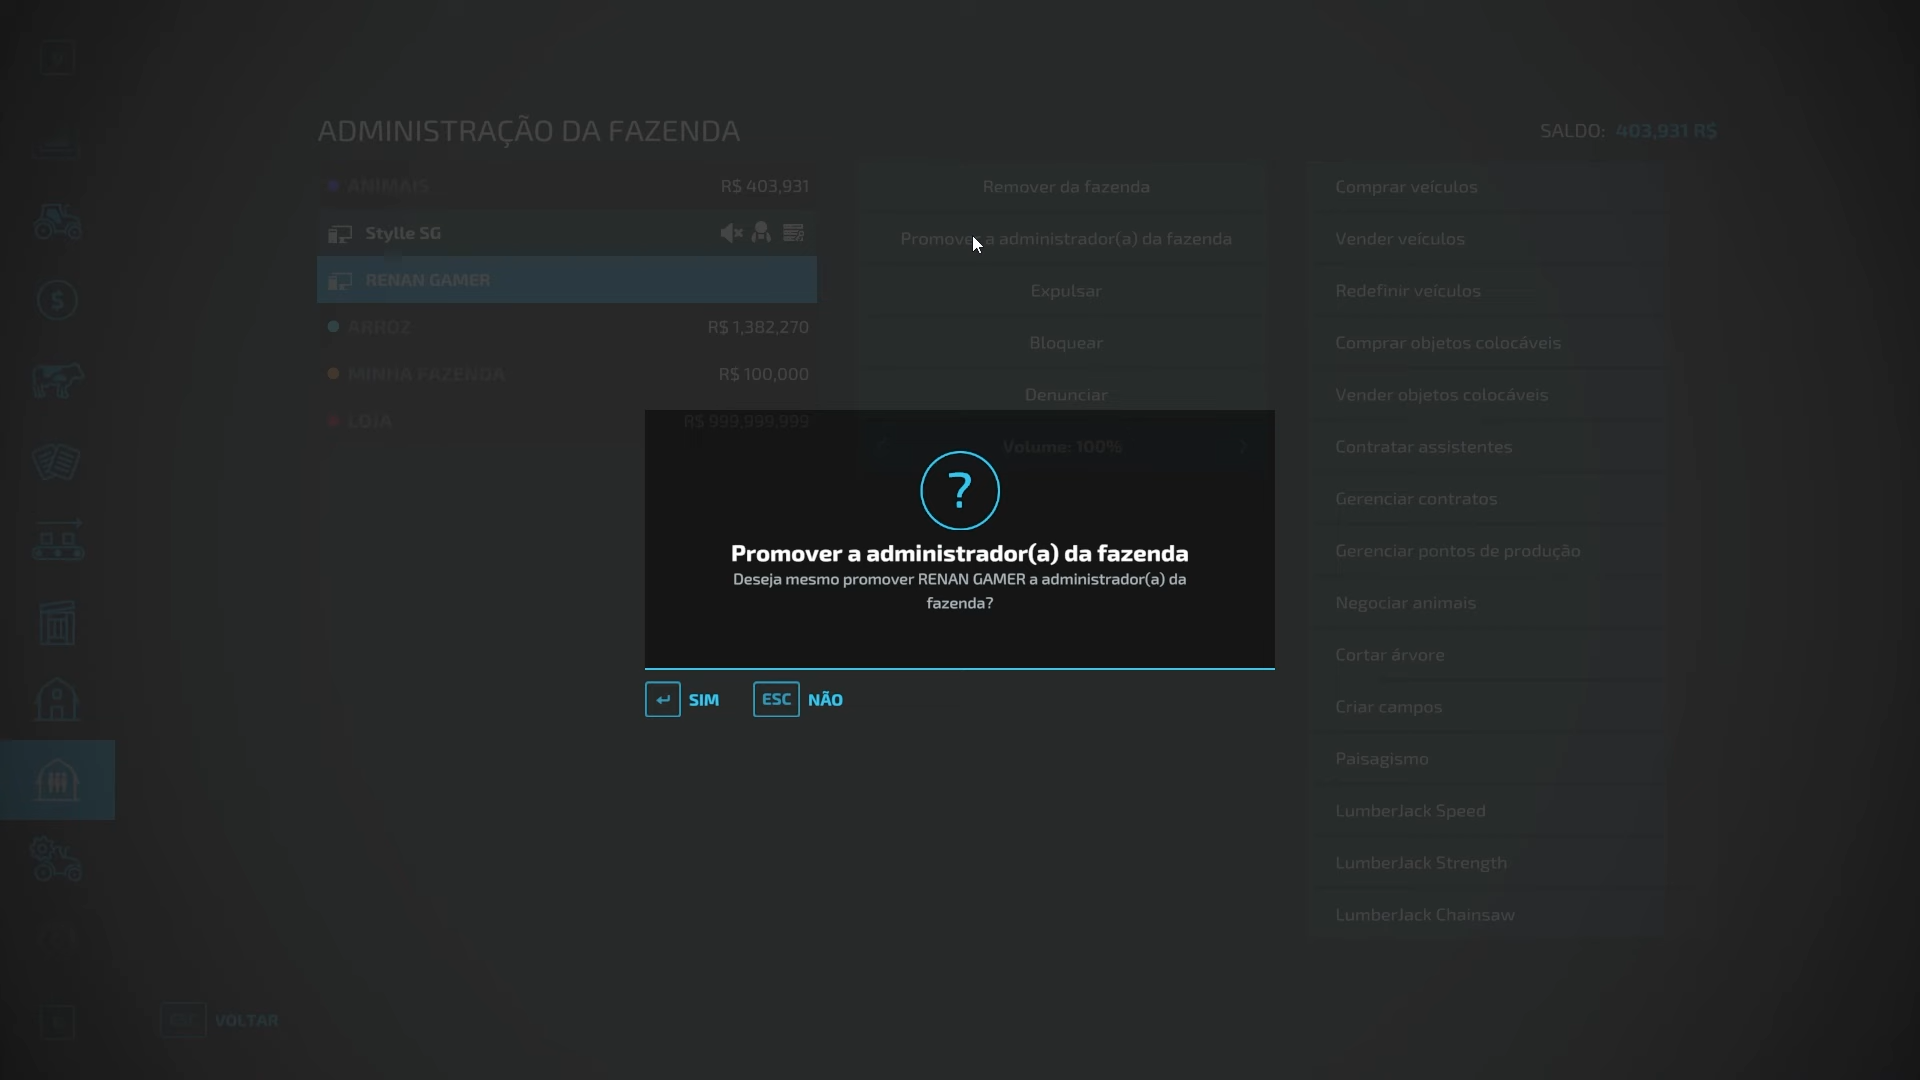 ADMINISTRAÇÃO DA FAZENDA
SALDO: 403,931 R$
ANIMAIS R$ 403,931
Stylle SG
RENAN GAMER
ARROZ R$ 1,382,270
MINHA FAZENDA R$ 100,000
LOJA R$ 999,999,999
Remover da fazenda
Promover a administrador(a) da fazenda
Expulsar
Bloquear
Denunciar
Volume: 100%
Comprar veículos
Vender veículos
Redefinir veículos
Comprar objetos colocáveis
Vender objetos colocáveis
Contratar assistentes
Gerenciar contratos
Gerenciar pontos de produção
Negociar animais
Cortar árvore
Criar campos
Paisagismo
LumberJack Speed
LumberJack Strength
LumberJack Chainsaw
?
Promover a administrador(a) da fazenda
Deseja mesmo promover RENAN GAMER a administrador(a) da
fazenda?
SIM ESC NÃO
ESC VOLTAR